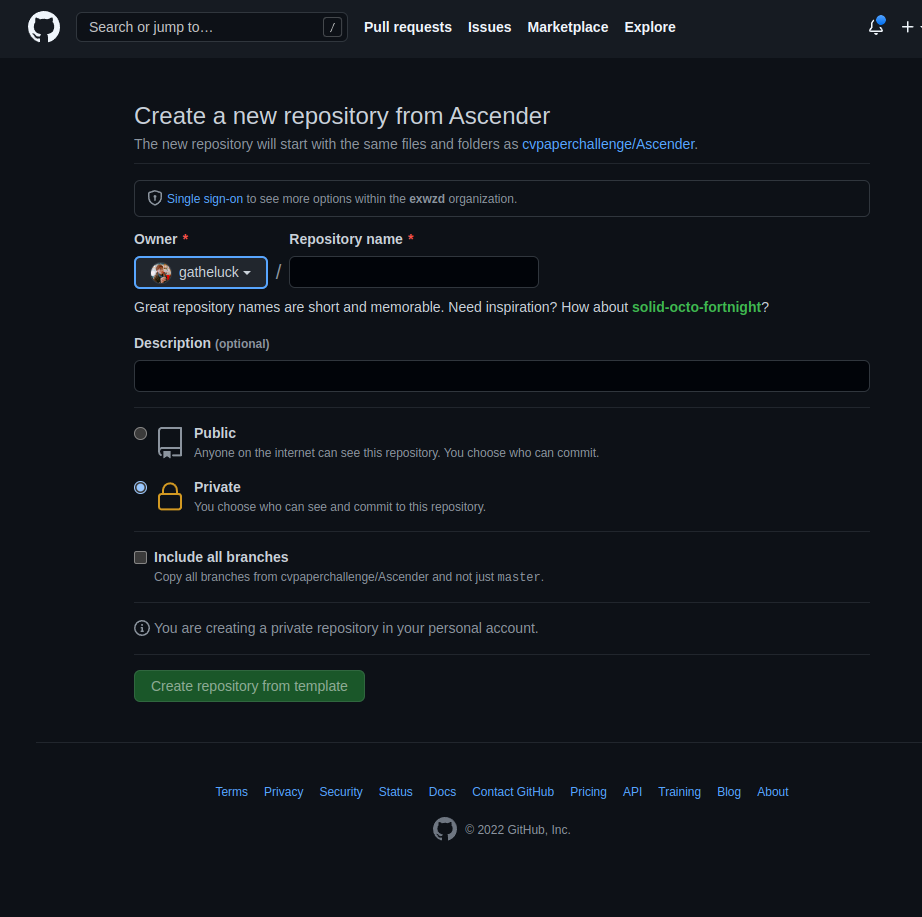 Search or jump to… /
Pull requests Issues Marketplace Explore
Create a new repository from Ascender
The new repository will start with the same files and folders as cvpaperchallenge/Ascender.
Single sign-on to see more options within the exwzd organization.
Owner * Repository name *
gatheluck /
Great repository names are short and memorable. Need inspiration? How about solid-octo-fortnight?
Description (optional)
Public
Anyone on the internet can see this repository. You choose who can commit.
Private
You choose who can see and commit to this repository.
Include all branches
Copy all branches from cvpaperchallenge/Ascender and not just master.
You are creating a private repository in your personal account.
Create repository from template
Terms Privacy Security Status Docs Contact GitHub Pricing API Training Blog About
© 2022 GitHub, Inc.